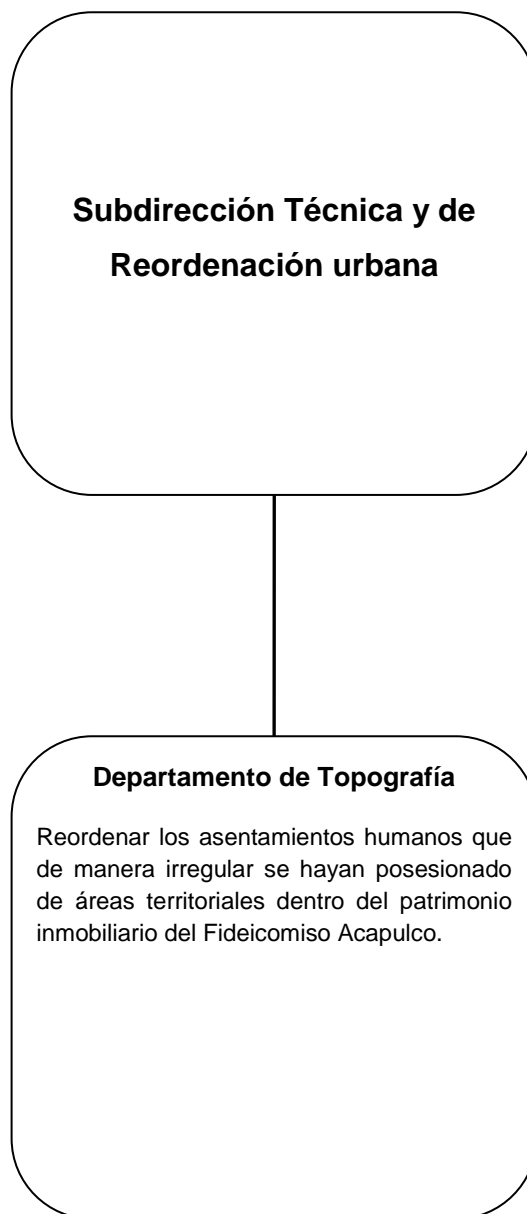 Subdirección Técnica y de
Reordenación urbana
Departamento de Topografía
Reordenar los asentamientos humanos que
de manera irregular se hayan posesionado
de áreas territoriales dentro del patrimonio
inmobiliario del Fideicomiso Acapulco.